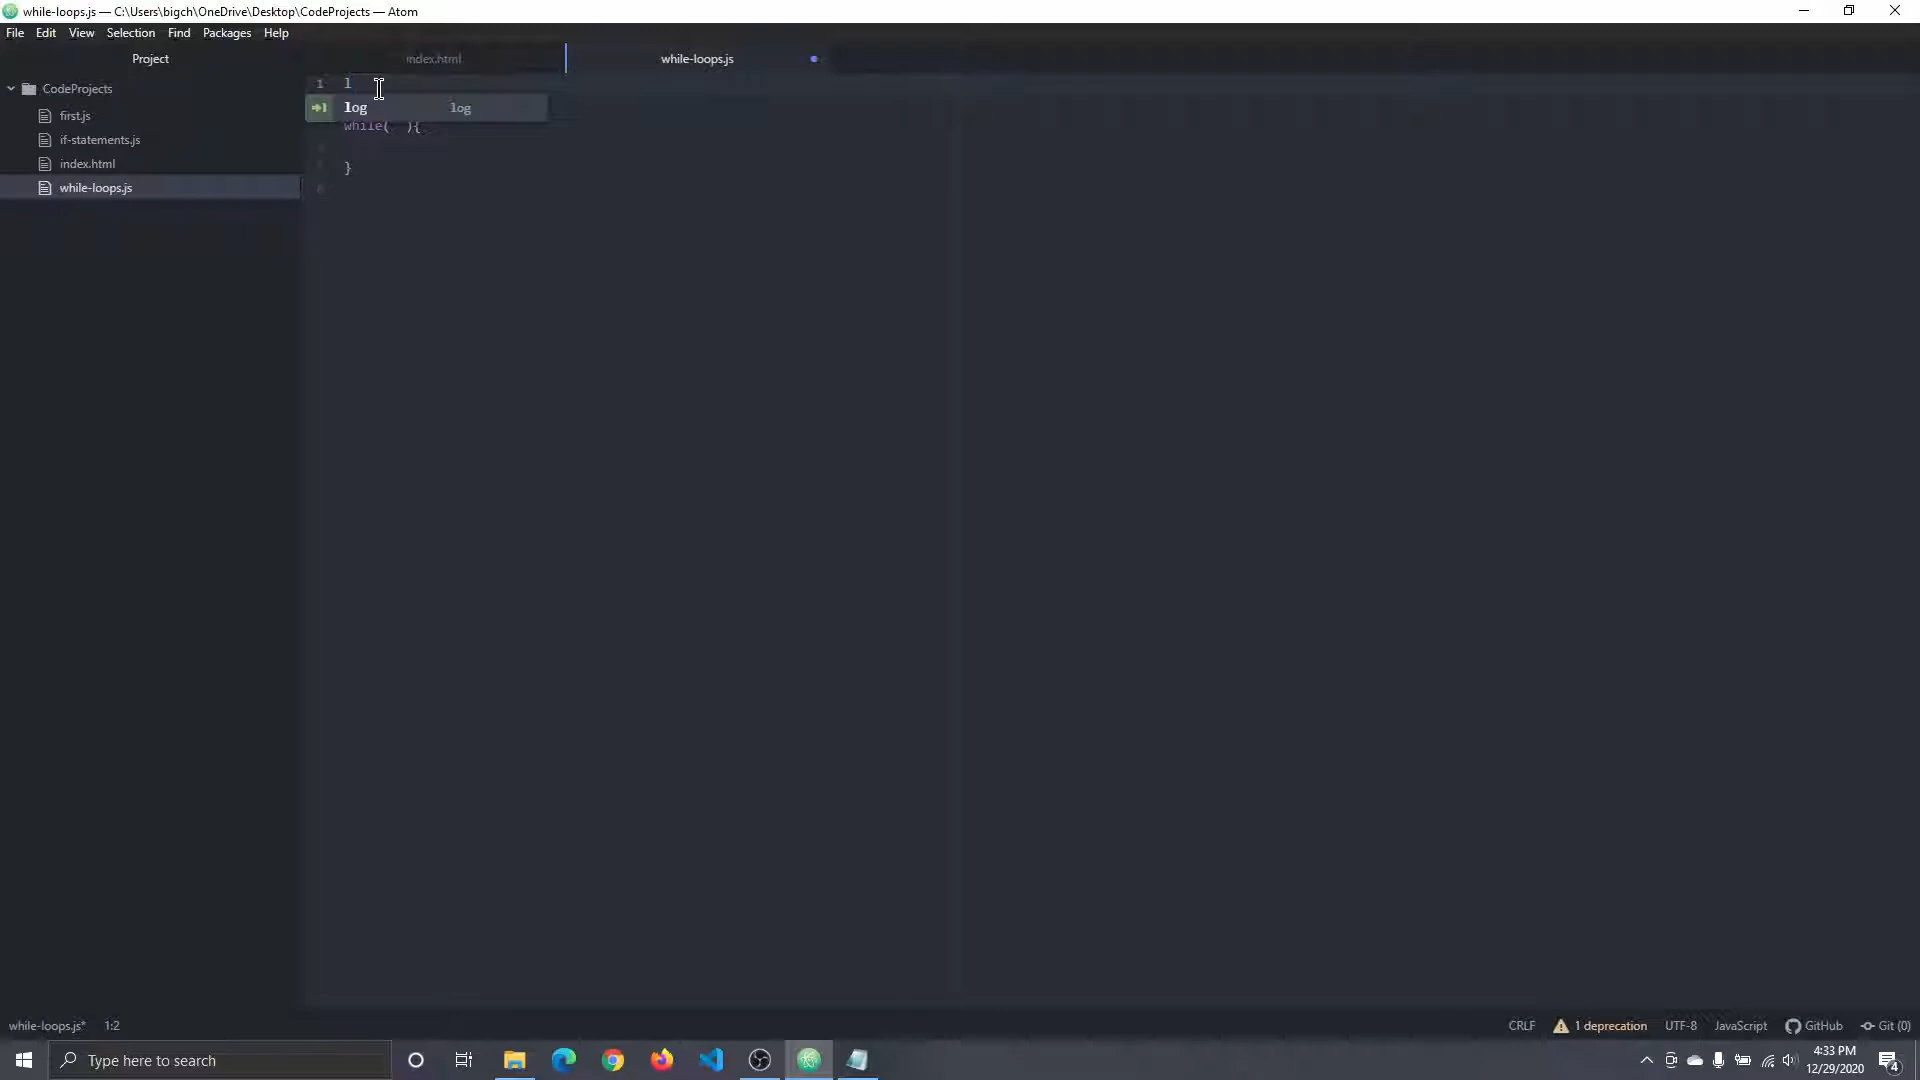 while-loops.js — C:\Users\bigch\OneDrive\Desktop\CodeProjects — Atom
File Edit View Selection Find Packages Help
Project
index.html
while-loops.js
CodeProjects
first.js
if-statements.js
index.html
while-loops.js
1 l
log log
while( ){
}
6
while-loops.js* 1:2
CRLF 1 deprecation UTF-8 JavaScript GitHub Git (0)
Type here to search
4:33 PM
12/29/2020
4